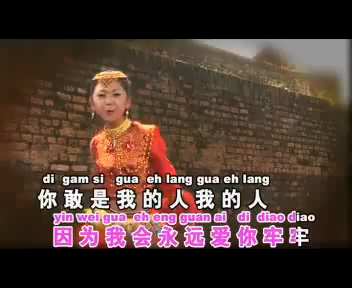 di gam si gua eh lang gua eh lang
你敢是我的人我的人
yin wei gua eh eng guan ai di diao diao
因为我会永远爱你牢牢